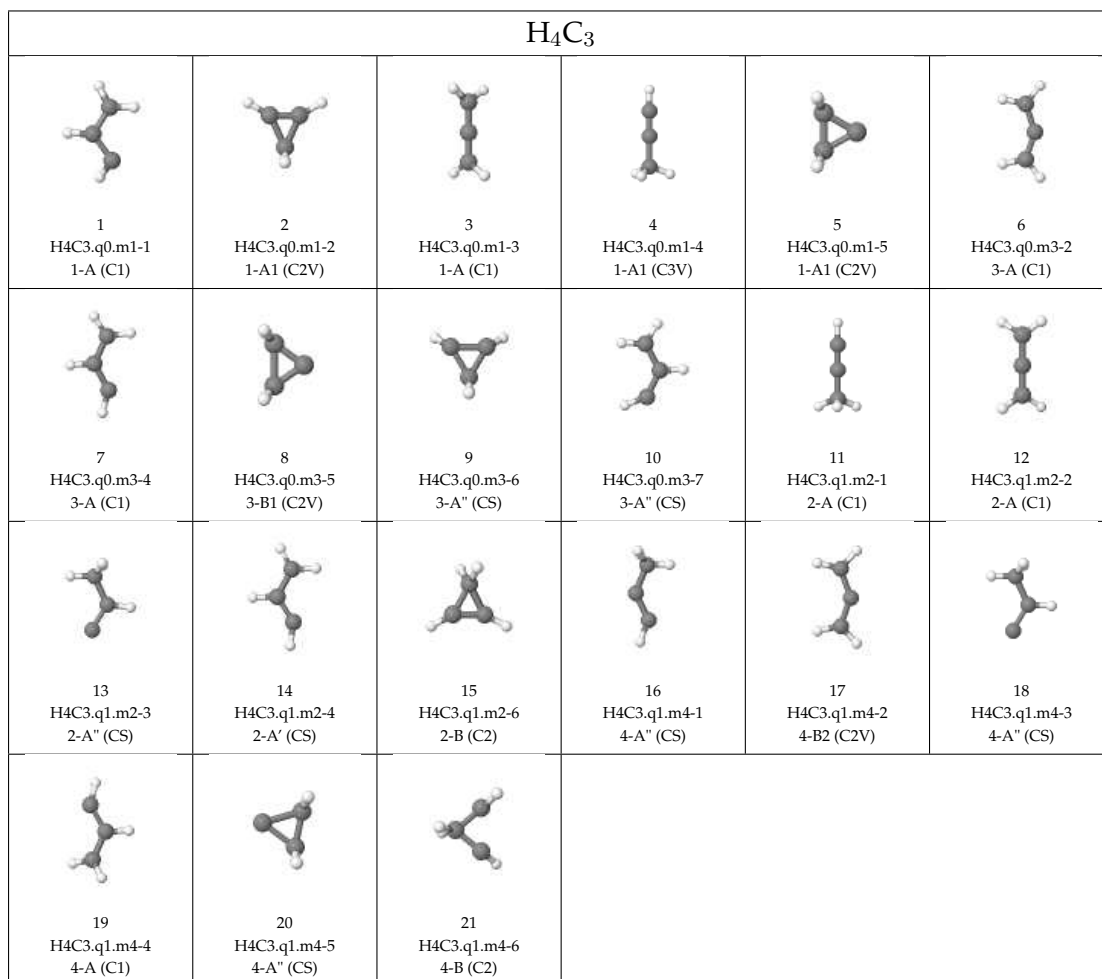 H₄C₃
1
H4C3.q0.m1-1
1-A (C1)
2
H4C3.q0.m1-2
1-A1 (C2V)
3
H4C3.q0.m1-3
1-A (C1)
4
H4C3.q0.m1-4
1-A1 (C3V)
5
H4C3.q0.m1-5
1-A1 (C2V)
6
H4C3.q0.m3-2
3-A (C1)
7
H4C3.q0.m3-4
3-A (C1)
8
H4C3.q0.m3-5
3-B1 (C2V)
9
H4C3.q0.m3-6
3-A" (CS)
10
H4C3.q0.m3-7
3-A" (CS)
11
H4C3.q1.m2-1
2-A (C1)
12
H4C3.q1.m2-2
2-A (C1)
13
H4C3.q1.m2-3
2-A" (CS)
14
H4C3.q1.m2-4
2-A' (CS)
15
H4C3.q1.m2-6
2-B (C2)
16
H4C3.q1.m4-1
4-A" (CS)
17
H4C3.q1.m4-2
4-B2 (C2V)
18
H4C3.q1.m4-3
4-A" (CS)
19
H4C3.q1.m4-4
4-A (C1)
20
H4C3.q1.m4-5
4-A" (CS)
21
H4C3.q1.m4-6
4-B (C2)